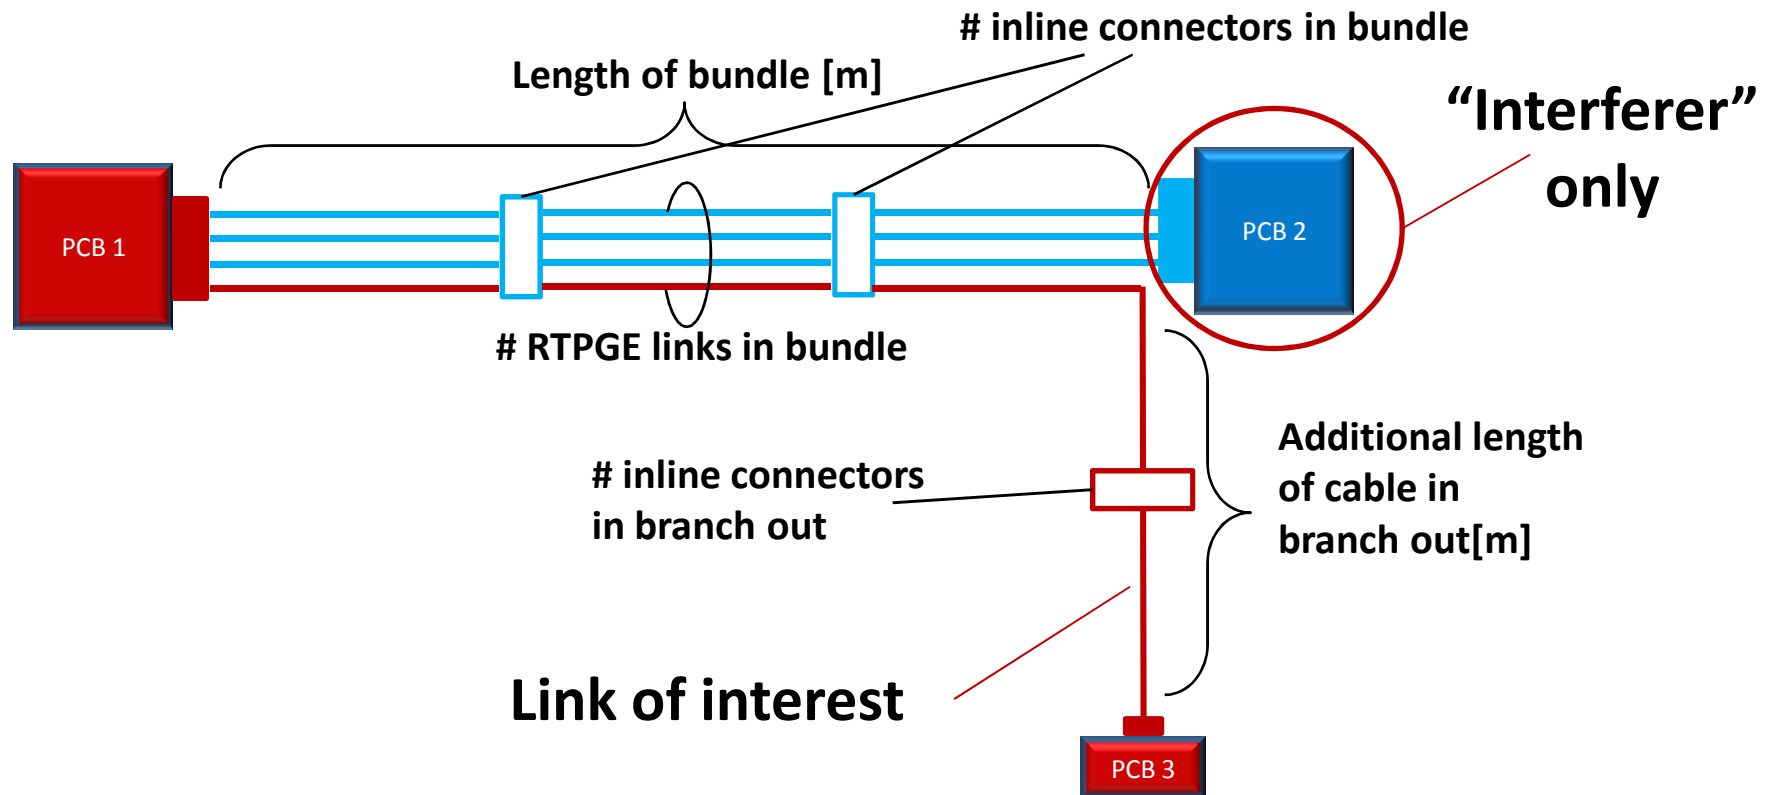 # inline connectors in bundle
Length of bundle [m]
“Interferer”
only
PCB 1
PCB 2
# RTPGE links in bundle
Additional length
of cable in
branch out[m]
# inline connectors
in branch out
Link of interest
PCB 3